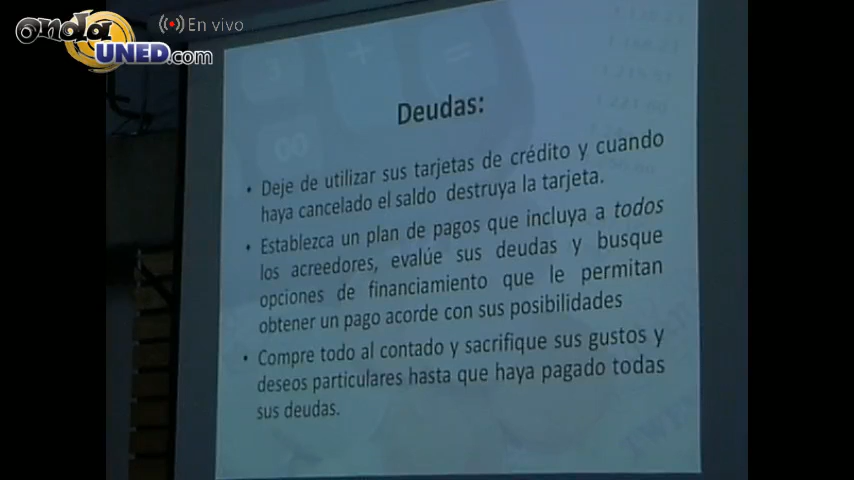 onda
UNED.com
En vivo
Deudas:
• Deje de utilizar sus tarjetas de crédito y cuando
haya cancelado el saldo destruya la tarjeta.
• Establezca un plan de pagos que incluya a todos
los acreedores, evalúe sus deudas y busque
opciones de financiamiento que le permitan
obtener un pago acorde con sus posibilidades
• Compre todo al contado y sacrifique sus gustos y
deseos particulares hasta que haya pagado todas
sus deudas.